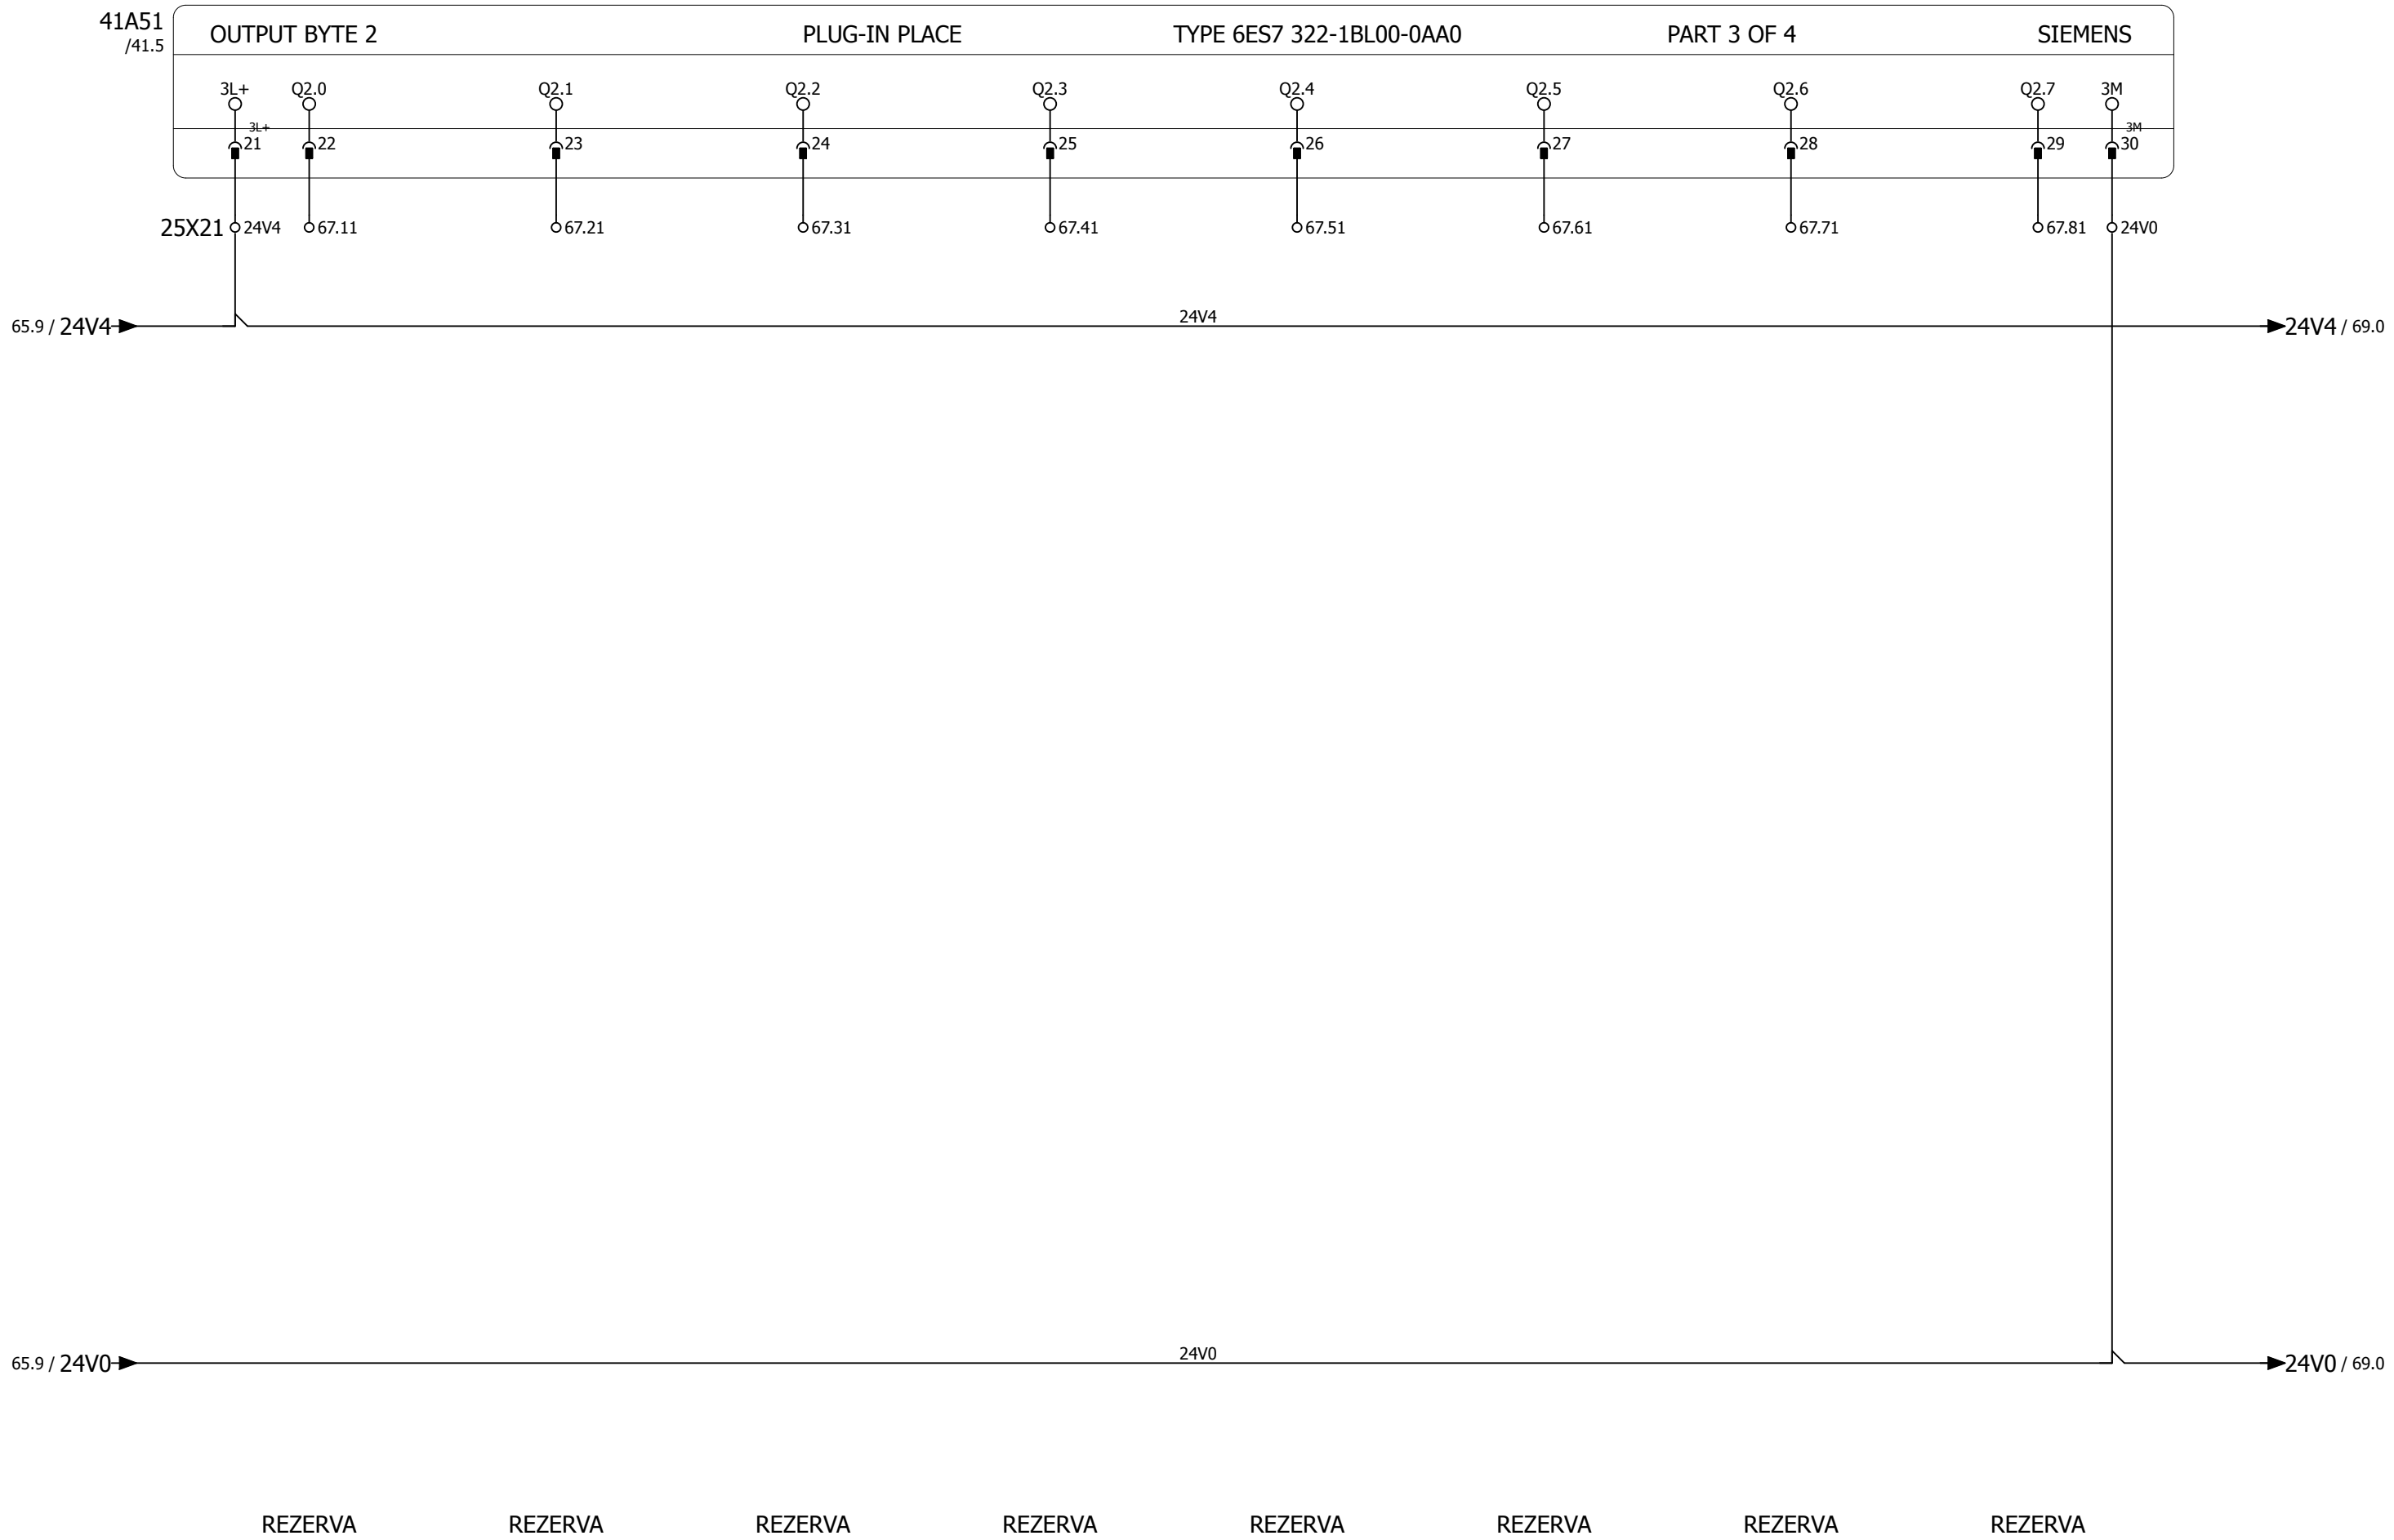 41A51
/41.5
OUTPUT BYTE 2 PLUG-IN PLACE TYPE 6ES7 322-1BL00-0AA0 PART 3 OF 4 SIEMENS
3L+ Q2.0 Q2.1 Q2.2 Q2.3 Q2.4 Q2.5 Q2.6 Q2.7 3M
3L+ 3M
21 22 23 24 25 26 27 28 29 30
25X21 24V4 67.11 67.21 67.31 67.41 67.51 67.61 67.71 67.81 24V0
24V4
65.9 / 24V4 24V4 / 69.0
24V0
65.9 / 24V0 24V0 / 69.0
REZERVA REZERVA REZERVA REZERVA REZERVA REZERVA REZERVA REZERVA